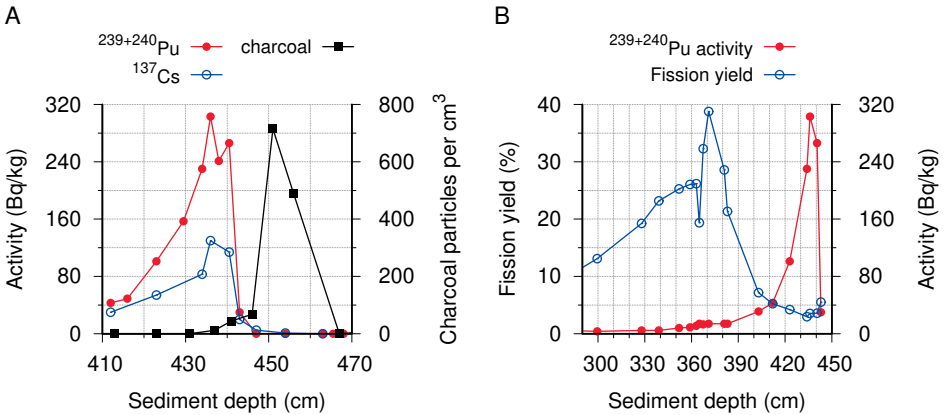 A
239+240Pu
charcoal
137Cs
Activity (Bq/kg)
320
240
160
80
0
800
600
400
200
0
Charcoal particles per cm3
410 430 450 470
Sediment depth (cm)
B
239+240Pu activity
Fission yield
Fission yield (%)
40
30
20
10
0
320
240
160
80
0
Activity (Bq/kg)
300 330 360 390 420 450
Sediment depth (cm)